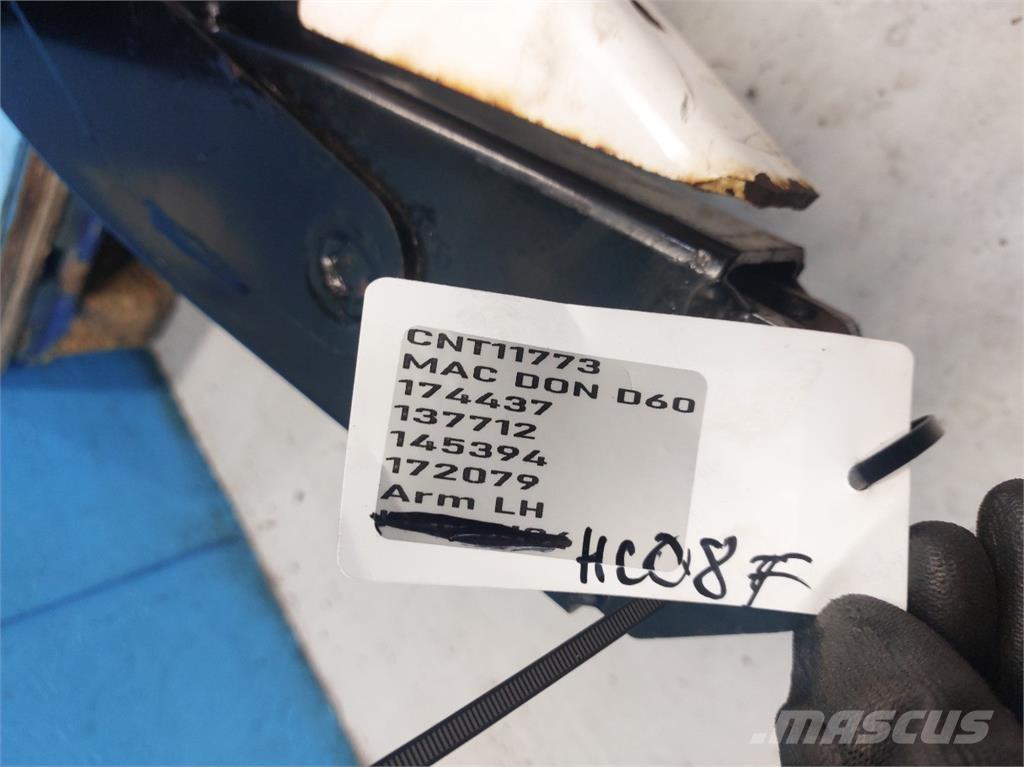 CNT11773
MAC DON D60
174437
137712
145394
172079
Arm LH
HC08F
MASCUS